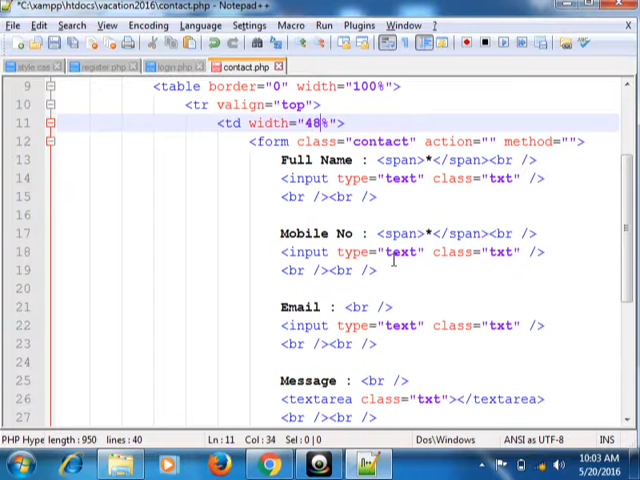 *C:\xampp\htdocs\vacation2016\contact.php - Notepad++
File Edit Search View Encoding Language Settings Macro Run Plugins Window ?
style.css register.php login.php contact.php
9 <table border="0" width="100%">
10 <tr valign="top">
11 <td width="48%">
12 <form class="contact" action="" method="">
13 Full Name : <span>*</span><br />
14 <input type="text" class="txt" />
15 <br /><br />
16
17 Mobile No : <span>*</span><br />
18 <input type="text" class="txt" />
19 <br /><br />
20
21 Email : <br />
22 <input type="text" class="txt" />
23 <br /><br />
24
25 Message : <br />
26 <textarea class="txt"></textarea>
27 <br /><br />
PHP Hype length : 950 lines : 40 Ln : 11 Col : 34 Sel : 0 | 0 Dos\Windows ANSI as UTF-8 INS
10:03 AM
5/20/2016